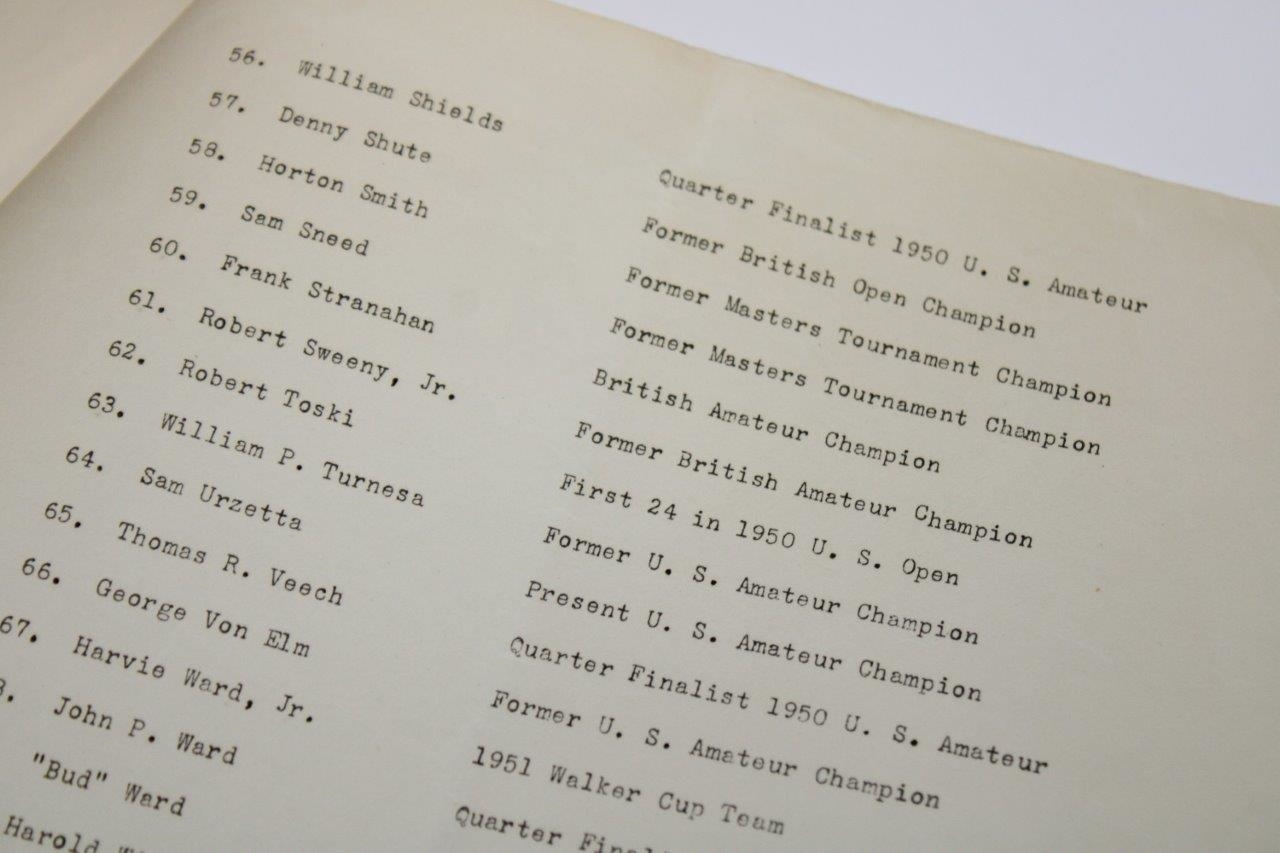 56. William Shields Quarter Finalist 1950 U. S. Amateur
57. Denny Shute Former British Open Champion
58. Horton Smith Former Masters Tournament Champion
59. Sam Sneed Former Masters Tournament Champion
60. Frank Stranahan British Amateur Champion
61. Robert Sweeny, Jr. Former British Amateur Champion
62. Robert Toski First 24 in 1950 U. S. Open
63. William P. Turnesa Former U. S. Amateur Champion
64. Sam Urzetta Present U. S. Amateur Champion
65. Thomas R. Veech Quarter Finalist 1950 U. S. Amateur
66. George Von Elm Former U. S. Amateur Champion
67. Harvie Ward, Jr. 1951 Walker Cup Team
John P. Ward Quarter
"Bud" Ward
Harold